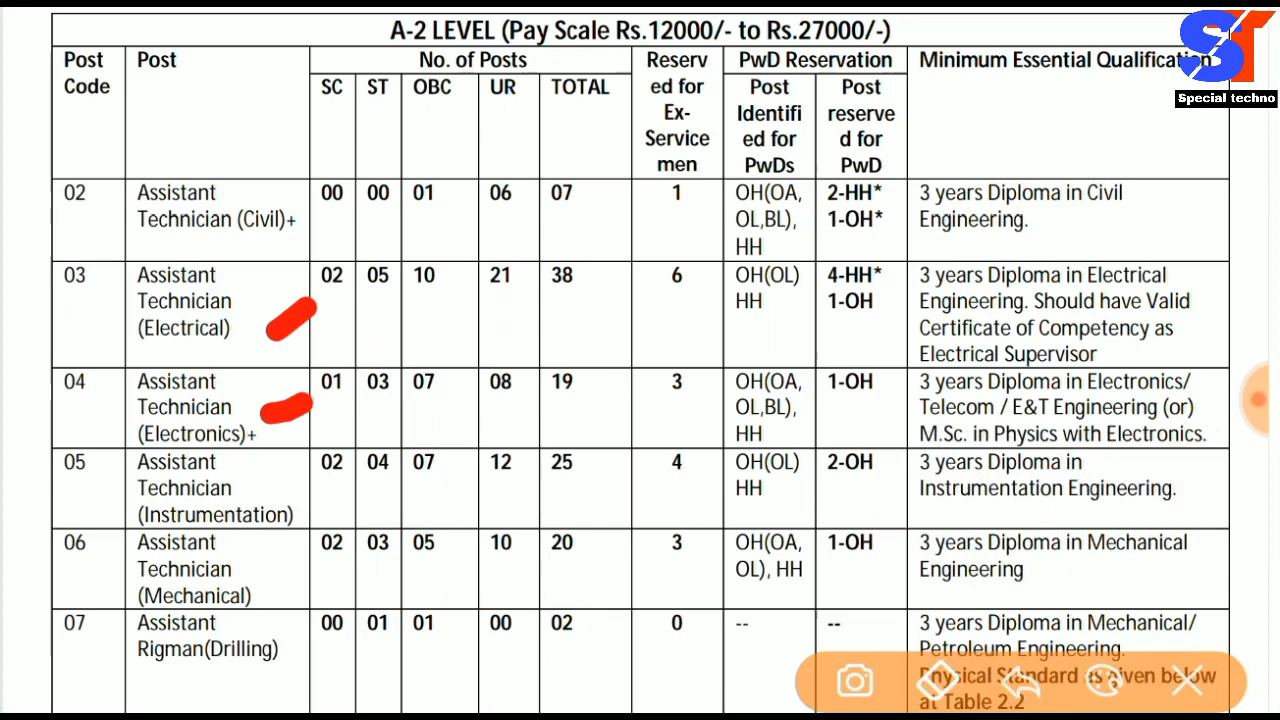 A-2 LEVEL (Pay Scale Rs.12000/- to Rs.27000/-)
ST
Special techno
Post Code Post No. of Posts Reserved for Ex-Servicemen PwD Reservation Minimum Essential Qualification
SC ST OBC UR TOTAL Post Identified for PwDs Post reserved for PwD
02 Assistant 00 00 01 06 07 1 OH(OA, 2-HH* 3 years Diploma in Civil
Technician (Civil)+ OL,BL), 1-OH* Engineering.
HH
03 Assistant 02 05 10 21 38 6 OH(OL) 4-HH* 3 years Diploma in Electrical
Technician HH 1-OH Engineering. Should have Valid
(Electrical) Certificate of Competency as
Electrical Supervisor
04 Assistant 01 03 07 08 19 3 OH(OA, 1-OH 3 years Diploma in Electronics/
Technician OL,BL), Telecom / E&T Engineering (or)
(Electronics)+ HH M.Sc. in Physics with Electronics.
05 Assistant 02 04 07 12 25 4 OH(OL) 2-OH 3 years Diploma in
Technician HH Instrumentation Engineering.
(Instrumentation)
06 Assistant 02 03 05 10 20 3 OH(OA, 1-OH 3 years Diploma in Mechanical
Technician OL), HH Engineering
(Mechanical)
07 Assistant 00 01 01 00 02 0 -- -- 3 years Diploma in Mechanical/
Rigman(Drilling) Petroleum Engineering.
Physical Standard as given below
at Table 2.2